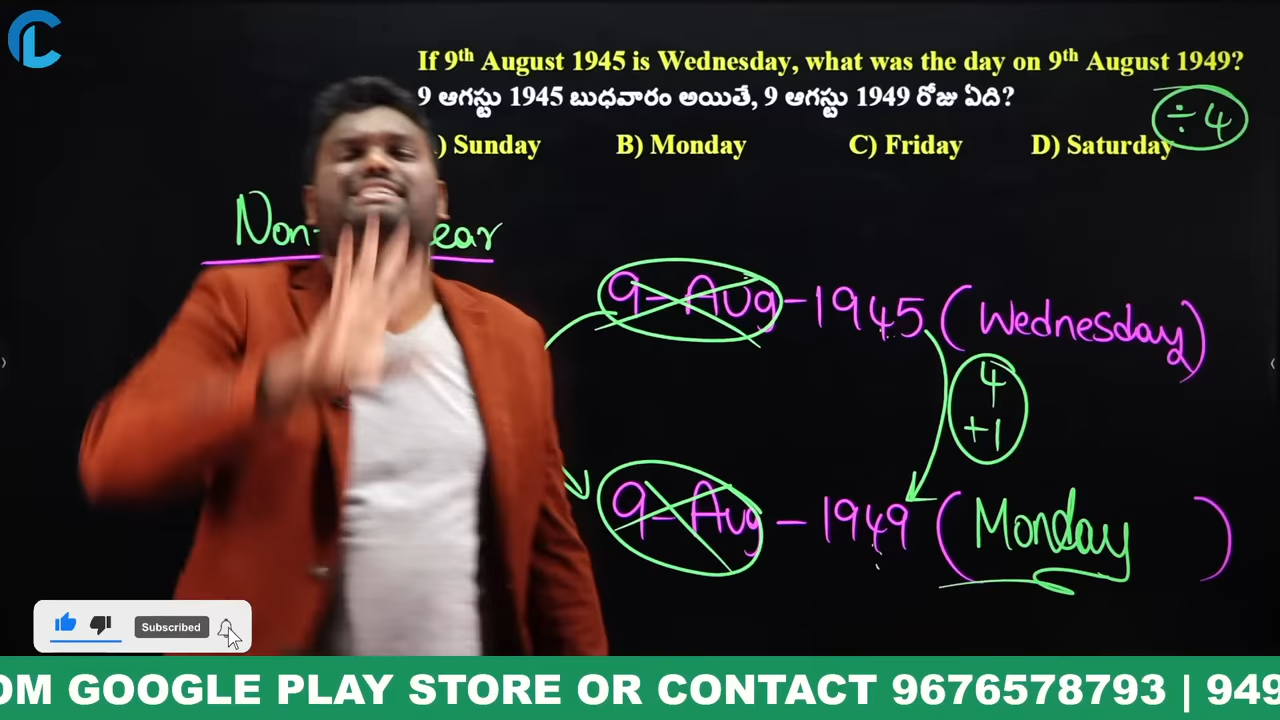 If 9th August 1945 is Wednesday, what was the day on 9th August 1949?
9 ఆగస్టు 1945 బుధవారం అయితే, 9 ఆగస్టు 1949 రోజు ఏది?
÷4
) Sunday B) Monday C) Friday D) Saturday
Non- ear
9-Aug-1945 (Wednesday)
4
+1
9-Aug-1949 (Monday)
Subscribed
OM GOOGLE PLAY STORE OR CONTACT 9676578793 | 949